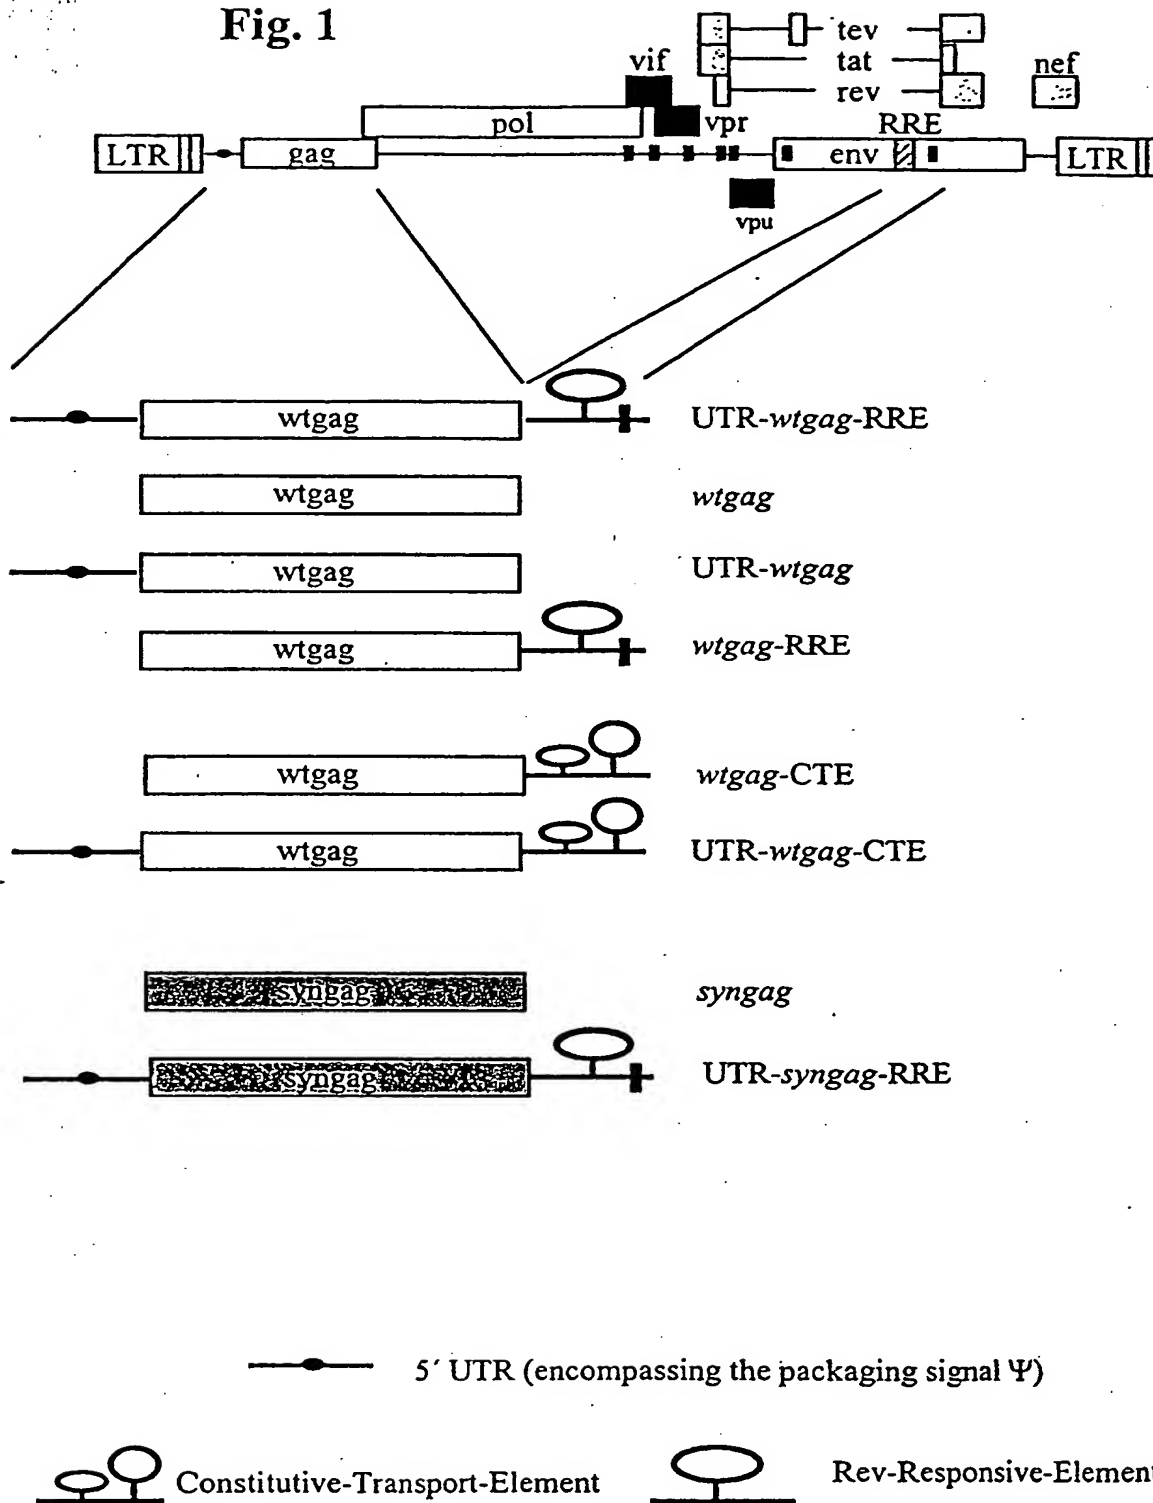 Fig. 1
tev
vif
tat
nef
rev
pol
vpr
RRE
LTR
gag
env
LTR
vpu
wtgag
UTR-wtgag-RRE
wtgag
wtgag
wtgag
UTR-wtgag
wtgag
wtgag-RRE
wtgag
wtgag-CTE
wtgag
UTR-wtgag-CTE
syngag
syngag
syngag
UTR-syngag-RRE
5´ UTR (encompassing the packaging signal Ψ)
Constitutive-Transport-Element
Rev-Responsive-Element